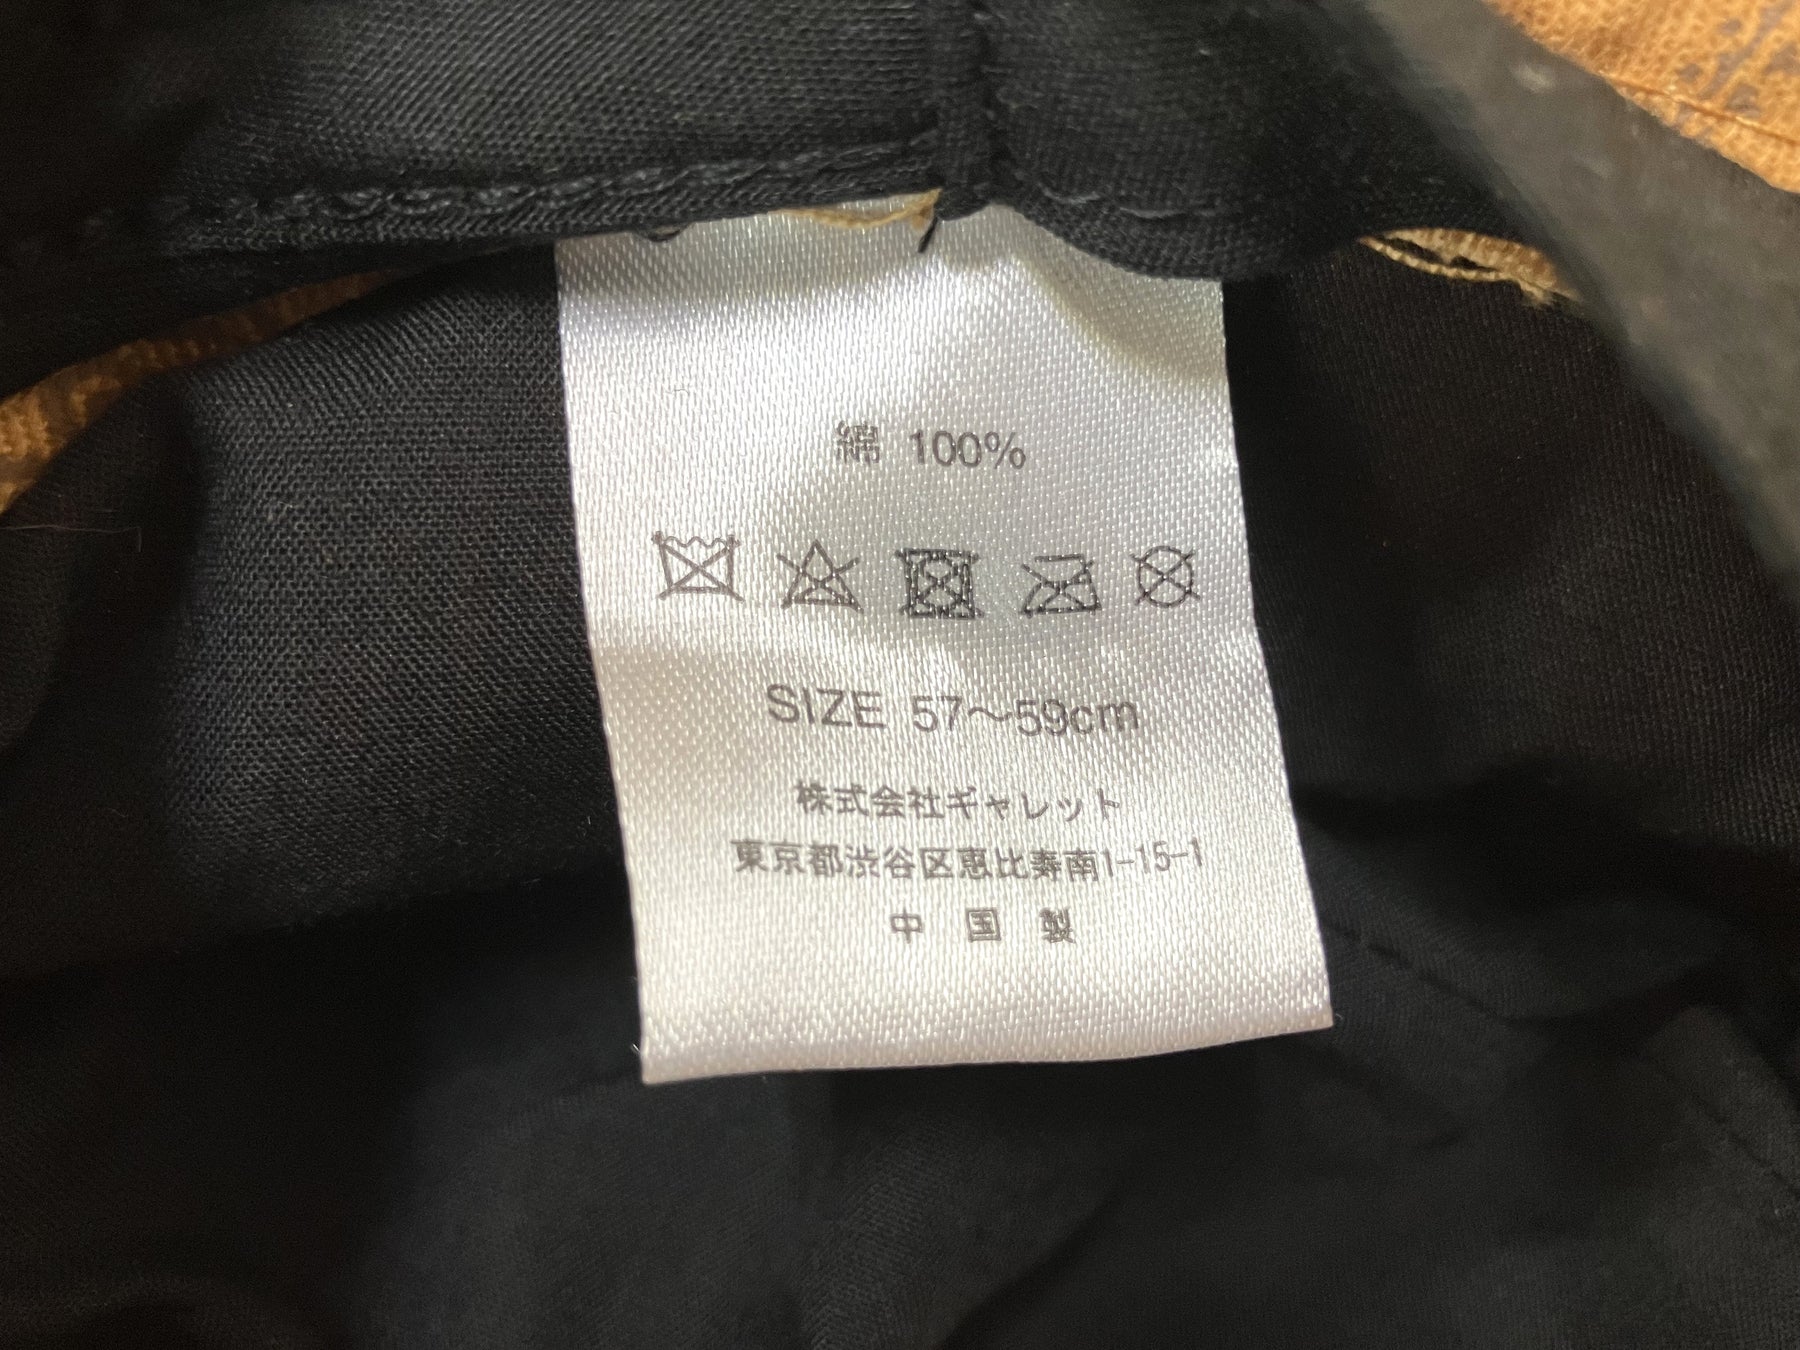 綿 100%
SIZE 57〜59cm
株式会社ギャレット
東京都渋谷区恵比寿南1-15-1
中 国 製